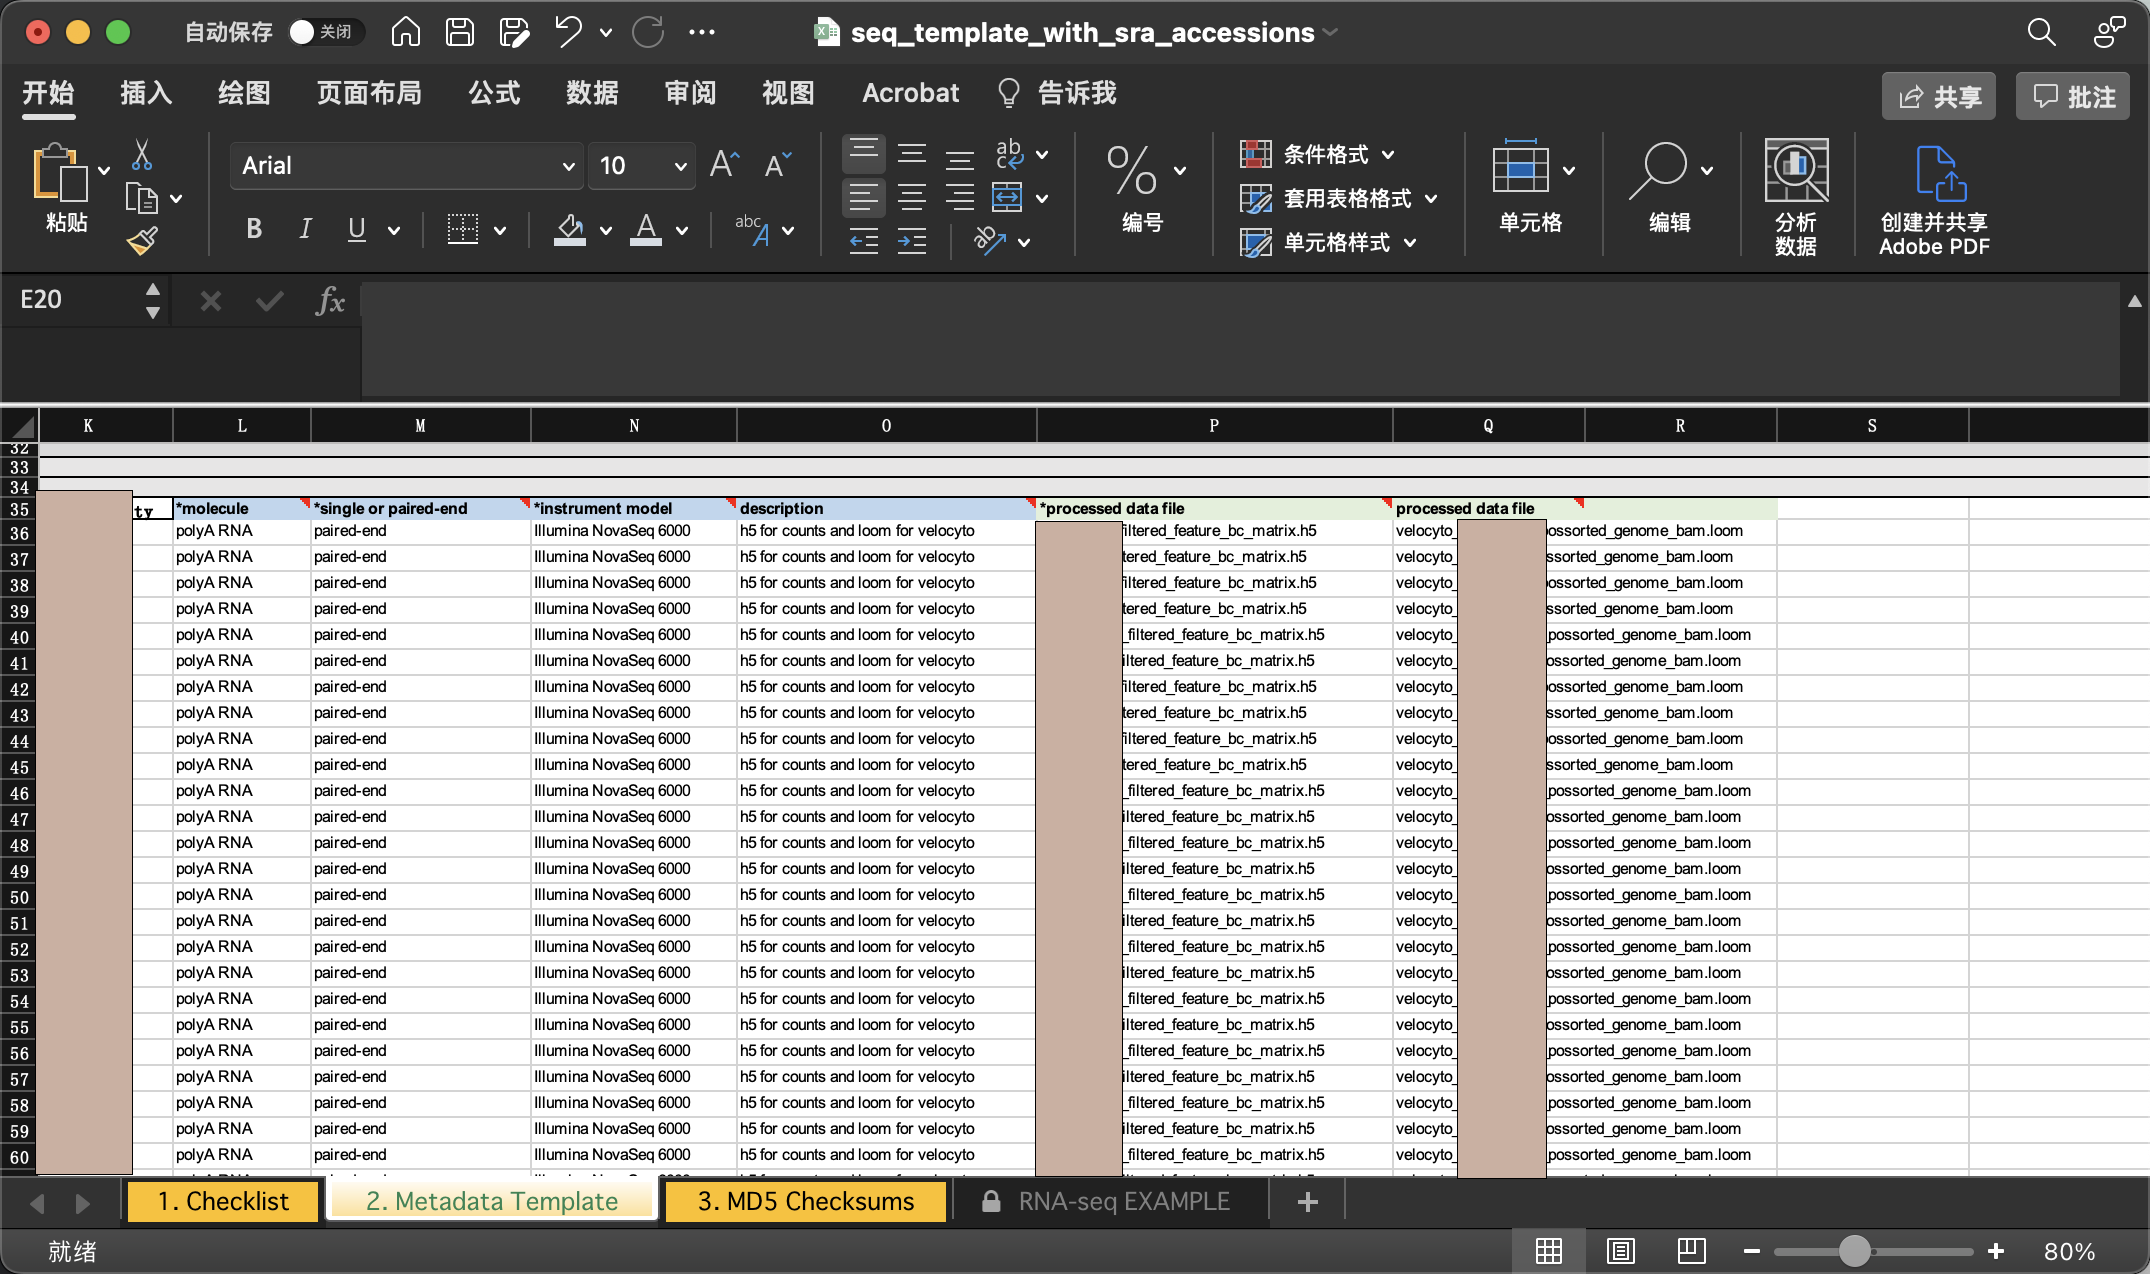 自动保存 关闭 seq_template_with_sra_accessions
开始 插入 绘图 页面布局 公式 数据 审阅 视图 Acrobat 告诉我 共享 批注
粘贴 Arial 10 B I U abc A 编号 条件格式 套用表格格式 单元格样式 单元格 编辑 分析数据 创建并共享 Adobe PDF
E20 fx
K L M N O P Q R S
32
33
34
35 ty *molecule *single or paired-end *instrument model description *processed data file processed data file
36 polyA RNA paired-end Illumina NovaSeq 6000 h5 for counts and loom for velocyto filtered_feature_bc_matrix.h5 velocyto_ possorted_genome_bam.loom
37 polyA RNA paired-end Illumina NovaSeq 6000 h5 for counts and loom for velocyto tered_feature_bc_matrix.h5 velocyto_ ssorted_genome_bam.loom
38 polyA RNA paired-end Illumina NovaSeq 6000 h5 for counts and loom for velocyto filtered_feature_bc_matrix.h5 velocyto_ possorted_genome_bam.loom
39 polyA RNA paired-end Illumina NovaSeq 6000 h5 for counts and loom for velocyto tered_feature_bc_matrix.h5 velocyto_ ssorted_genome_bam.loom
40 polyA RNA paired-end Illumina NovaSeq 6000 h5 for counts and loom for velocyto _filtered_feature_bc_matrix.h5 velocyto_ possorted_genome_bam.loom
41 polyA RNA paired-end Illumina NovaSeq 6000 h5 for counts and loom for velocyto iltered_feature_bc_matrix.h5 velocyto_ ossorted_genome_bam.loom
42 polyA RNA paired-end Illumina NovaSeq 6000 h5 for counts and loom for velocyto filtered_feature_bc_matrix.h5 velocyto_ possorted_genome_bam.loom
43 polyA RNA paired-end Illumina NovaSeq 6000 h5 for counts and loom for velocyto tered_feature_bc_matrix.h5 velocyto_ ssorted_genome_bam.loom
44 polyA RNA paired-end Illumina NovaSeq 6000 h5 for counts and loom for velocyto filtered_feature_bc_matrix.h5 velocyto_ possorted_genome_bam.loom
45 polyA RNA paired-end Illumina NovaSeq 6000 h5 for counts and loom for velocyto tered_feature_bc_matrix.h5 velocyto_ ssorted_genome_bam.loom
46 polyA RNA paired-end Illumina NovaSeq 6000 h5 for counts and loom for velocyto _filtered_feature_bc_matrix.h5 velocyto_ possorted_genome_bam.loom
47 polyA RNA paired-end Illumina NovaSeq 6000 h5 for counts and loom for velocyto iltered_feature_bc_matrix.h5 velocyto_ ossorted_genome_bam.loom
48 polyA RNA paired-end Illumina NovaSeq 6000 h5 for counts and loom for velocyto _filtered_feature_bc_matrix.h5 velocyto_ possorted_genome_bam.loom
49 polyA RNA paired-end Illumina NovaSeq 6000 h5 for counts and loom for velocyto iltered_feature_bc_matrix.h5 velocyto_ ossorted_genome_bam.loom
50 polyA RNA paired-end Illumina NovaSeq 6000 h5 for counts and loom for velocyto _filtered_feature_bc_matrix.h5 velocyto_ possorted_genome_bam.loom
51 polyA RNA paired-end Illumina NovaSeq 6000 h5 for counts and loom for velocyto iltered_feature_bc_matrix.h5 velocyto_ ossorted_genome_bam.loom
52 polyA RNA paired-end Illumina NovaSeq 6000 h5 for counts and loom for velocyto _filtered_feature_bc_matrix.h5 velocyto_ possorted_genome_bam.loom
53 polyA RNA paired-end Illumina NovaSeq 6000 h5 for counts and loom for velocyto iltered_feature_bc_matrix.h5 velocyto_ ossorted_genome_bam.loom
54 polyA RNA paired-end Illumina NovaSeq 6000 h5 for counts and loom for velocyto _filtered_feature_bc_matrix.h5 velocyto_ possorted_genome_bam.loom
55 polyA RNA paired-end Illumina NovaSeq 6000 h5 for counts and loom for velocyto iltered_feature_bc_matrix.h5 velocyto_ ossorted_genome_bam.loom
56 polyA RNA paired-end Illumina NovaSeq 6000 h5 for counts and loom for velocyto _filtered_feature_bc_matrix.h5 velocyto_ possorted_genome_bam.loom
57 polyA RNA paired-end Illumina NovaSeq 6000 h5 for counts and loom for velocyto iltered_feature_bc_matrix.h5 velocyto_ ossorted_genome_bam.loom
58 polyA RNA paired-end Illumina NovaSeq 6000 h5 for counts and loom for velocyto _filtered_feature_bc_matrix.h5 velocyto_ possorted_genome_bam.loom
59 polyA RNA paired-end Illumina NovaSeq 6000 h5 for counts and loom for velocyto iltered_feature_bc_matrix.h5 velocyto_ ossorted_genome_bam.loom
60 polyA RNA paired-end Illumina NovaSeq 6000 h5 for counts and loom for velocyto _filtered_feature_bc_matrix.h5 velocyto_ possorted_genome_bam.loom
1. Checklist 2. Metadata Template 3. MD5 Checksums RNA-seq EXAMPLE
就绪 80%